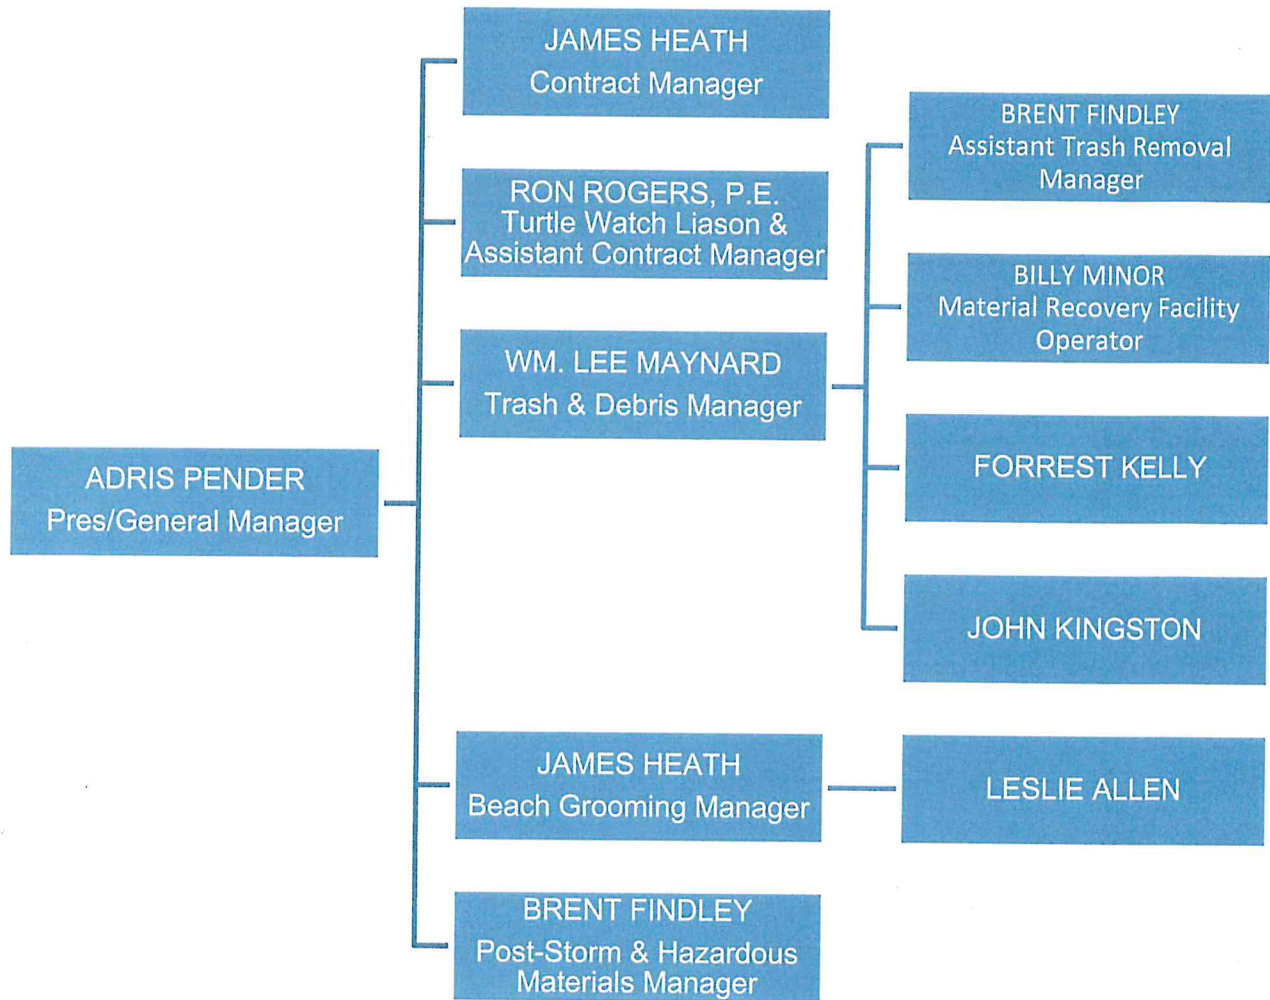 JAMES HEATH
Contract Manager
RON ROGERS, P.E.
Turtle Watch Liason &
Assistant Contract Manager
WM. LEE MAYNARD
Trash & Debris Manager
ADRIS PENDER
Pres/General Manager
JAMES HEATH
Beach Grooming Manager
BRENT FINDLEY
Post-Storm & Hazardous
Materials Manager
BRENT FINDLEY
Assistant Trash Removal
Manager
BILLY MINOR
Material Recovery Facility
Operator
FORREST KELLY
JOHN KINGSTON
LESLIE ALLEN